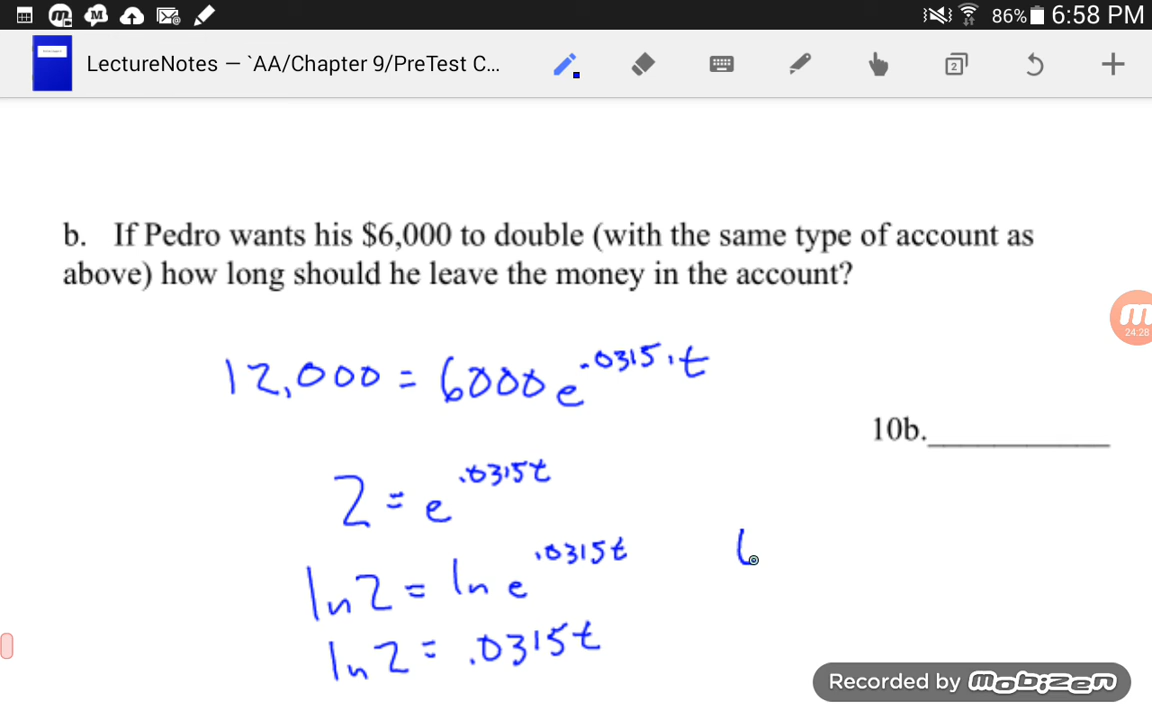 86% 6:58 PM
LectureNotes — `AA/Chapter 9/PreTest C...
2
b. If Pedro wants his $6,000 to double (with the same type of account as
above) how long should he leave the money in the account?
24:28
12,000 = 6000e^.0315·t
10b.____________
2 = e^.0315t
ln2 = ln e^.0315t
ln2 = .0315t
Recorded by mobizen